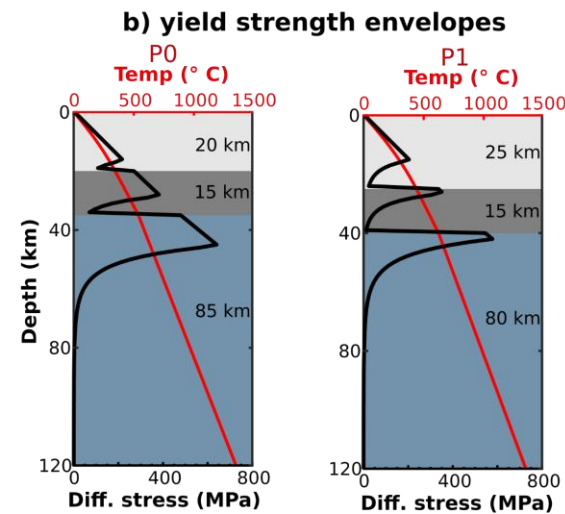 b) yield strength envelopes
P0
Temp (° C)
0 500 1200 1500
0
20 km
15 km
40
85 km
80
120
0 400 800
Diff. stress (MPa)
Depth (km)
P1
Temp (° C)
0 500 1000 1500
0
25 km
15 km
40
80 km
80
120
0 400 800
Diff. stress (MPa)